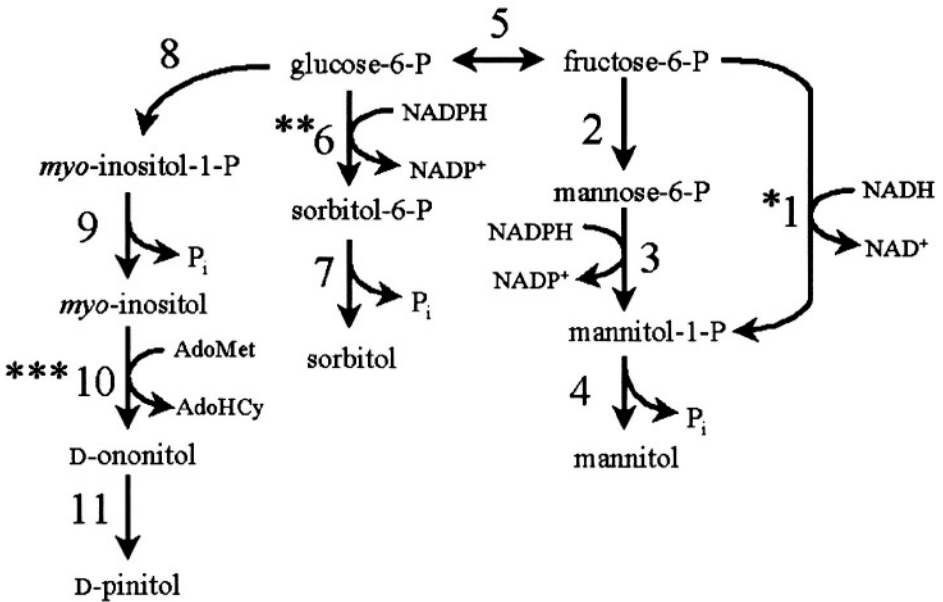 5
8
glucose-6-P
fructose-6-P
NADPH
**6
2
NADP+
myo-inositol-1-P
mannose-6-P
NADH
*1
sorbitol-6-P
NADPH
9
3
NAD+
Pi
7
NADP+
myo-inositol
Pi
mannitol-1-P
AdoMet
sorbitol
***10
4
AdoHCy
Pi
D-ononitol
mannitol
11
D-pinitol